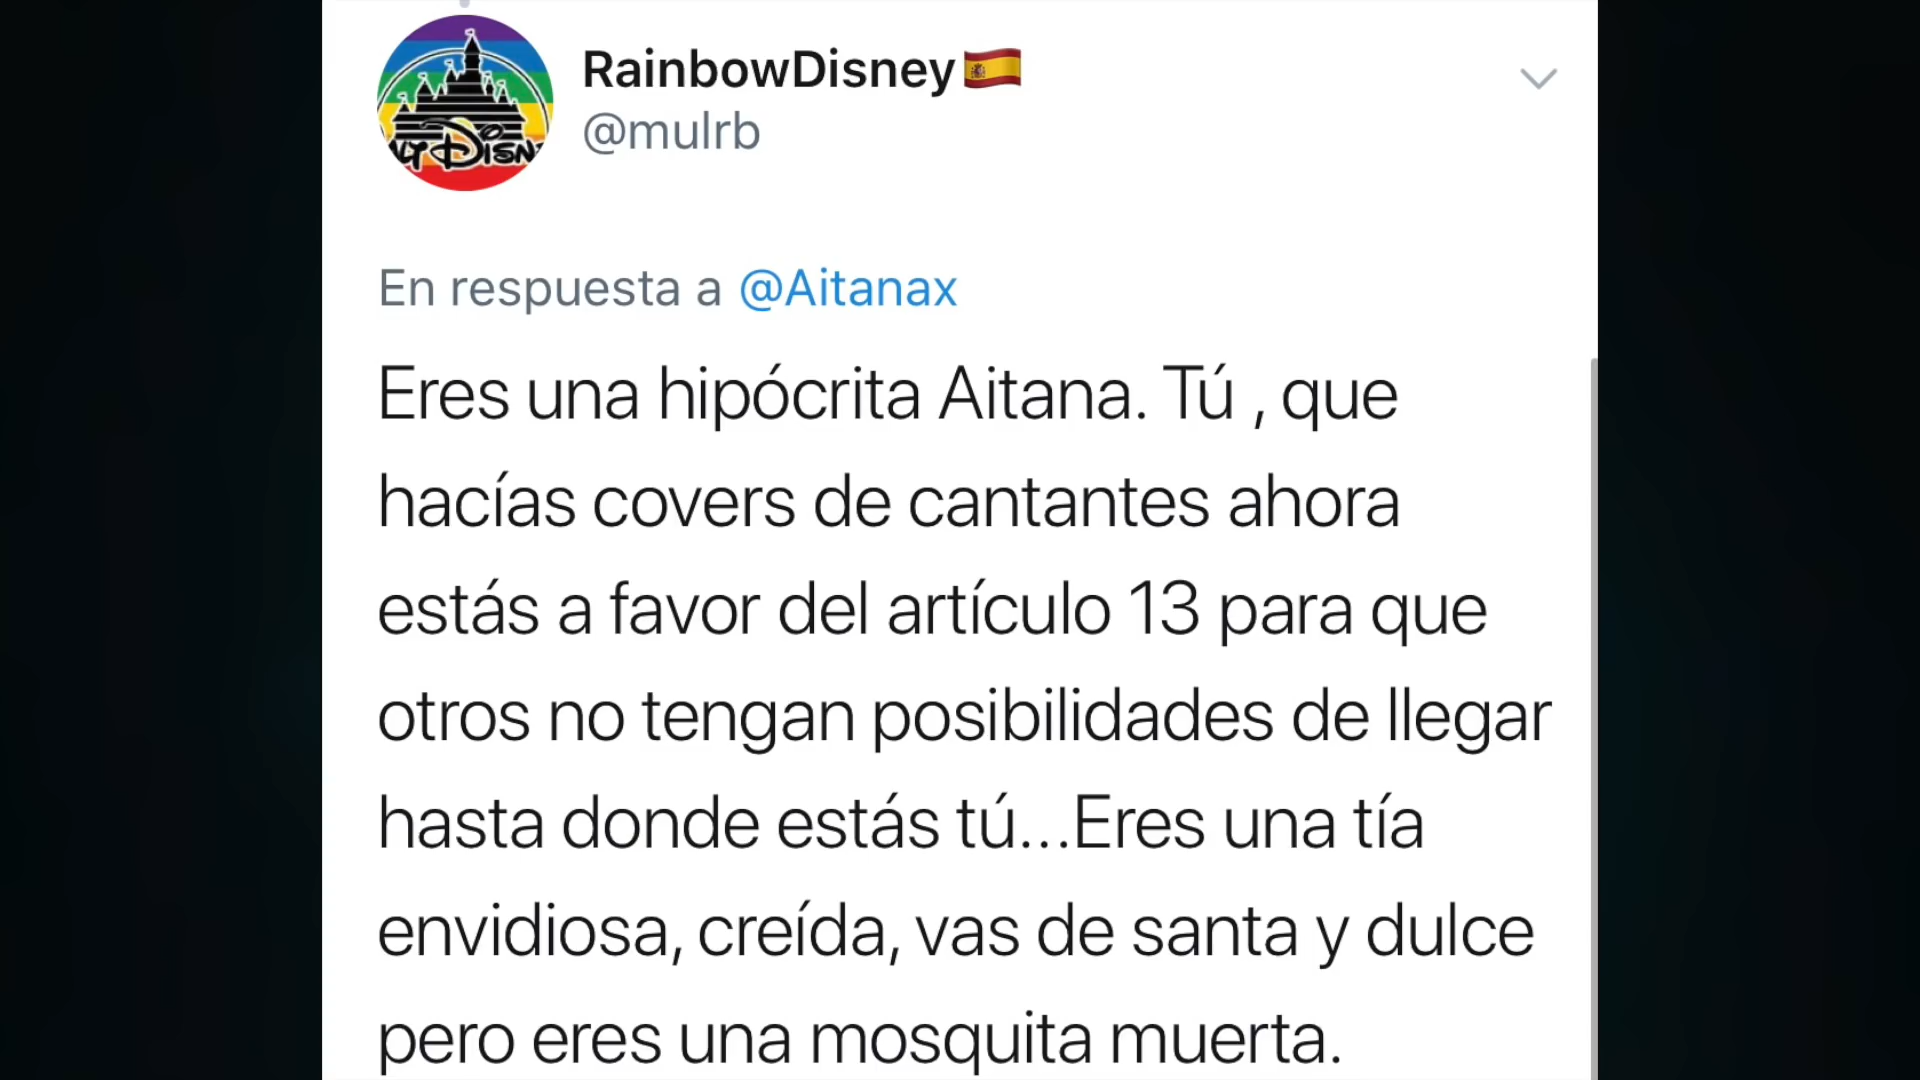 RainbowDisney🇪🇸
@mulrb
En respuesta a @Aitanax
Eres una hipócrita Aitana. Tú , que
hacías covers de cantantes ahora
estás a favor del artículo 13 para que
otros no tengan posibilidades de llegar
hasta donde estás tú...Eres una tía
envidiosa, creída, vas de santa y dulce
pero eres una mosquita muerta.